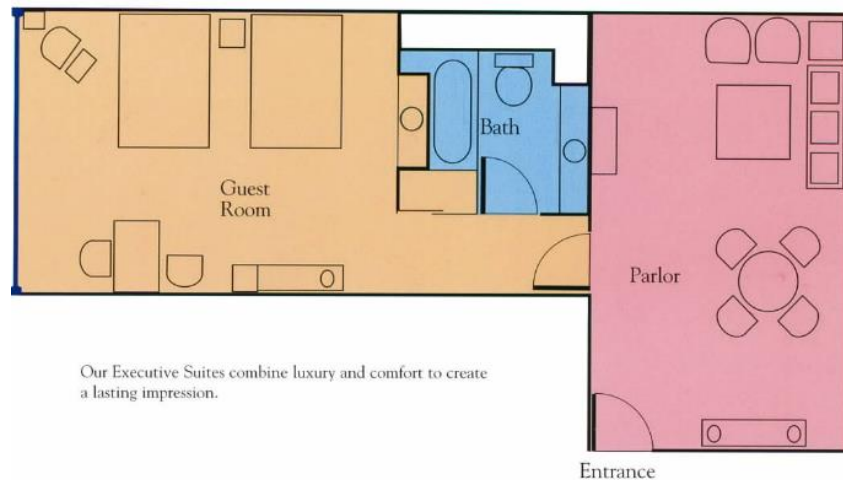 Guest
Room
Bath
Parlor
Our Executive Suites combine luxury and comfort to create
a lasting impression.
Entrance